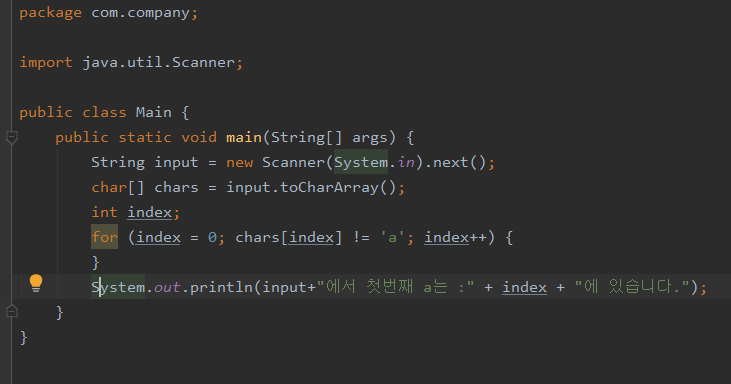 package com.company;
import java.util.Scanner;
public class Main {
public static void main(String[] args) {
String input = new Scanner(System.in).next();
char[] chars = input.toCharArray();
int index;
for (index = 0; chars[index] != 'a'; index++) {
}
System.out.println(input+"에서 첫번째 a는 :" + index + "에 있습니다.");
}
}